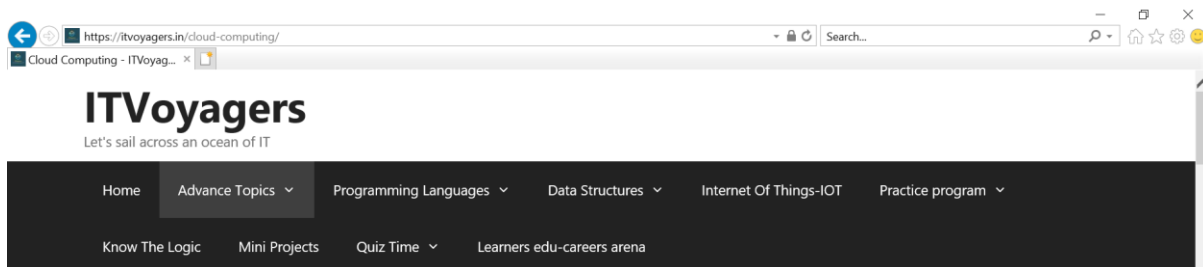 https://itvoyagers.in/cloud-computing/
Search...
Cloud Computing - ITVoyag...
ITVoyagers
Let's sail across an ocean of IT
Home Advance Topics Programming Languages Data Structures Internet Of Things-IOT Practice program
Know The Logic Mini Projects Quiz Time Learners edu-careers arena